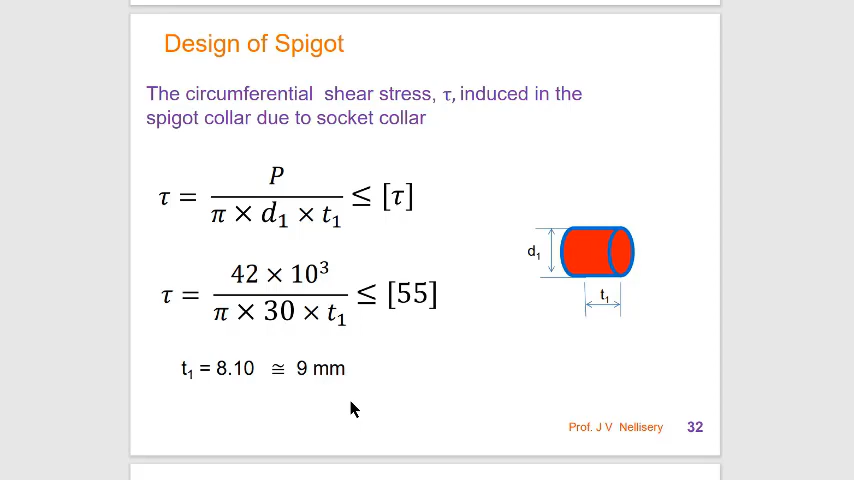 Design of Spigot
The circumferential shear stress, τ, induced in the
spigot collar due to socket collar
τ = P / (π × d₁ × t₁) ≤ [τ]
d₁
τ = 42 × 10³ / (π × 30 × t₁) ≤ [55]
t₁
t₁ = 8.10 ≅ 9 mm
Prof. J V Nellisery 32